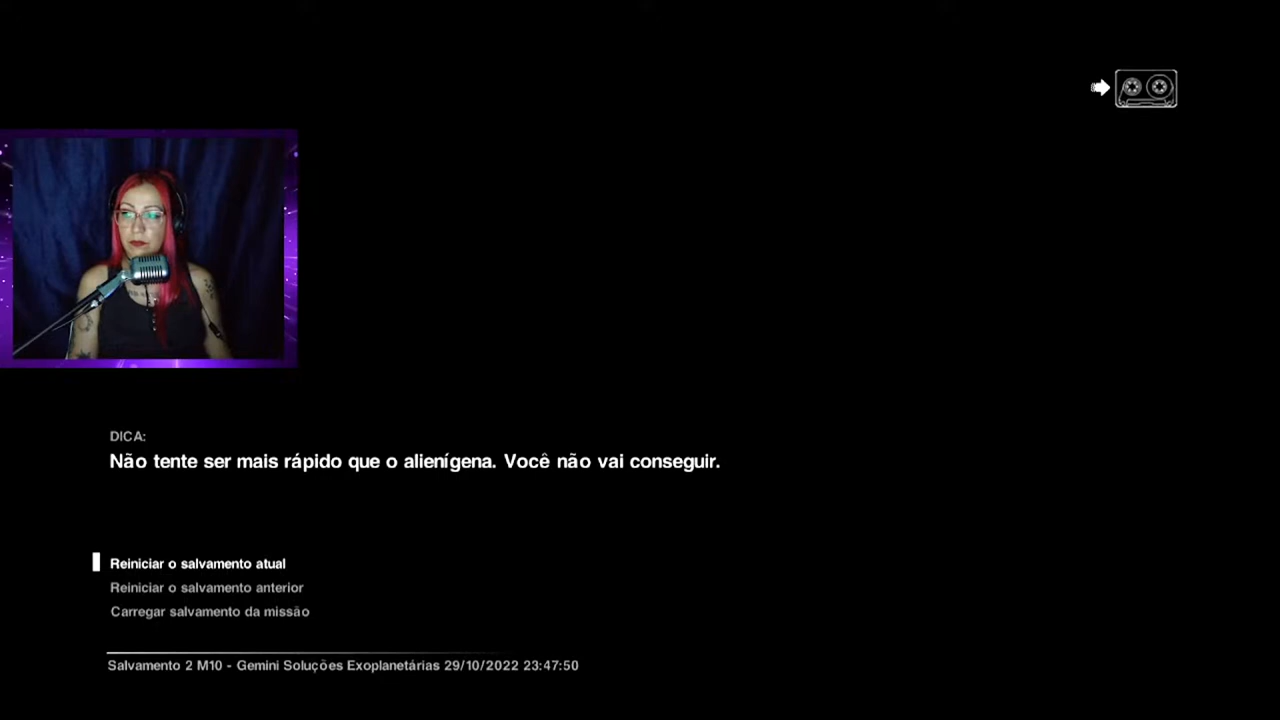 DICA:
Não tente ser mais rápido que o alienígena. Você não vai conseguir.
Reiniciar o salvamento atual
Reiniciar o salvamento anterior
Carregar salvamento da missão
Salvamento 2 M10 - Gemini Soluções Exoplanetárias 29/10/2022 23:47:50